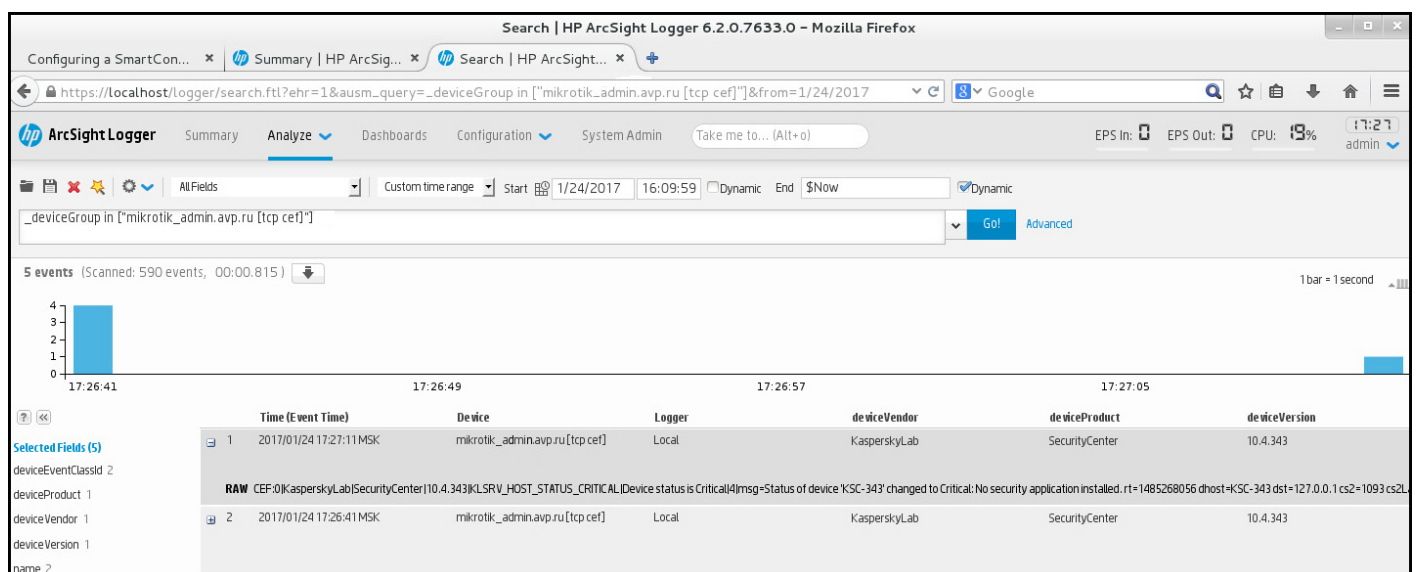 Search | HP ArcSight Logger 6.2.0.7633.0 - Mozilla Firefox
Configuring a SmartCon... × Summary | HP ArcSig... × Search | HP ArcSight... ×
https://localhost/logger/search.ftl?ehr=1&ausm_query=_deviceGroup in ["mikrotik_admin.avp.ru [tcp cef]"]&from=1/24/2017 Google
hp ArcSight Logger Summary Analyze Dashboards Configuration System Admin Take me to... (Alt+o) EPS In: 0 EPS Out: 0 CPU: 19% 17:27
admin
All Fields Custom time range Start 1/24/2017 16:09:59 Dynamic End $Now Dynamic
_deviceGroup in ["mikrotik_admin.avp.ru [tcp cef]"]
Go! Advanced
5 events (Scanned: 590 events, 00:00.815)
1 bar = 1 second
4
3
2
1
0
17:26:41 17:26:49 17:26:57 17:27:05
Time (Event Time) Device Logger deviceVendor deviceProduct deviceVersion
Selected Fields (5)
1 2017/01/24 17:27:11 MSK mikrotik_admin.avp.ru [tcp cef] Local KasperskyLab SecurityCenter 10.4.343
deviceEventClassId 2
deviceProduct 1
RAW CEF:0|KasperskyLab|SecurityCenter|10.4.343|KLSRV_HOST_STATUS_CRITICAL|Device status is Critical|4|msg=Status of device 'KSC-343' changed to Critical: No security application installed. rt=1485268056 dhost=KSC-343 dst=127.0.0.1 cs2=1093 cs2L
deviceVendor 1
2 2017/01/24 17:26:41 MSK mikrotik_admin.avp.ru [tcp cef] Local KasperskyLab SecurityCenter 10.4.343
deviceVersion 1
name 2